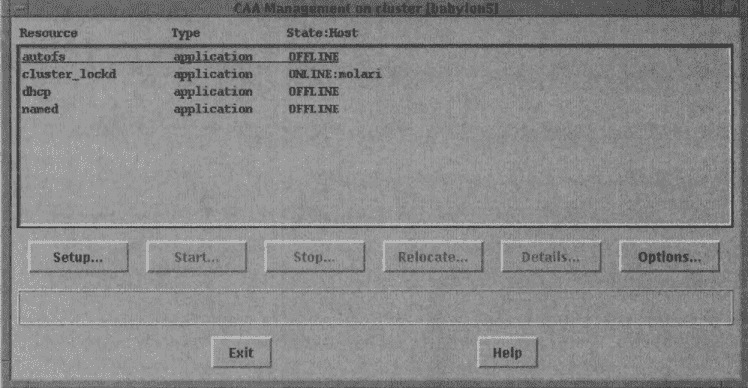 CAA Management on cluster [babylon5]
Resource Type State:Host
autofs application OFFLINE
cluster_lockd application ONLINE:molari
dhcp application OFFLINE
named application OFFLINE
Setup... Start... Stop... Relocate... Details... Options...
Exit Help